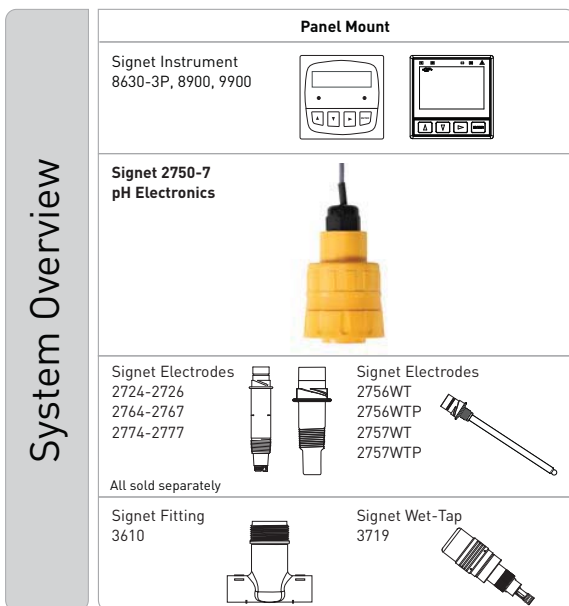 System Overview
Panel Mount
Signet Instrument
8630-3P, 8900, 9900
Signet 2750-7
pH Electronics
Signet Electrodes
2724-2726
2764-2767
2774-2777
All sold separately
Signet Electrodes
2756WT
2756WTP
2757WT
2757WTP
Signet Fitting
3610
Signet Wet-Tap
3719